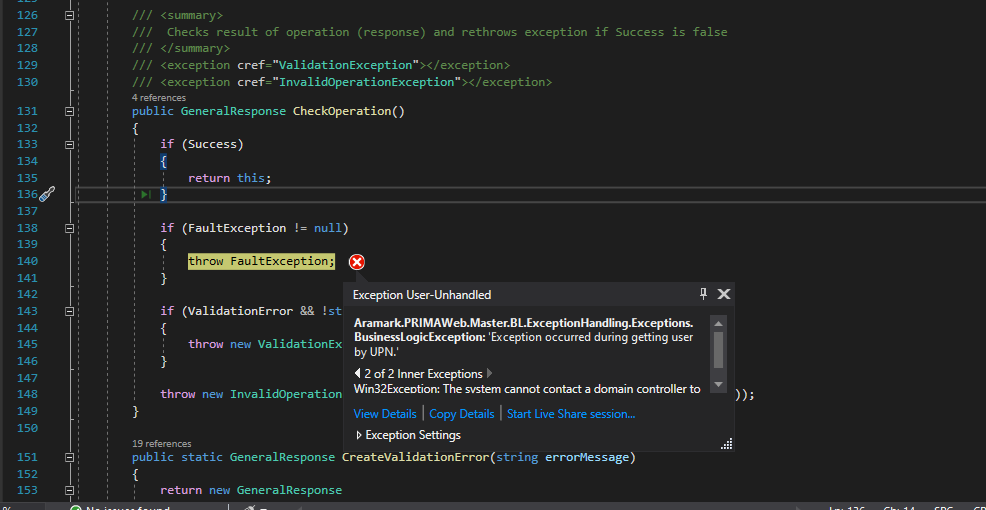 126 /// <summary>
127 /// Checks result of operation (response) and rethrows exception if Success is false
128 /// </summary>
129 /// <exception cref="ValidationException"></exception>
130 /// <exception cref="InvalidOperationException"></exception>
4 references
131 public GeneralResponse CheckOperation()
132 {
133 if (Success)
134 {
135 return this;
136 }
137
138 if (FaultException != null)
139 {
140 throw FaultException;
141 }
142
143 if (ValidationError && !st
144 {
145 throw new ValidationEx
146 }
147
148 throw new InvalidOperation ));
149 }
150
Exception User-Unhandled
Aramark.PRIMAWeb.Master.BL.ExceptionHandling.Exceptions.
BusinessLogicException: 'Exception occurred during getting user
by UPN.'
2 of 2 Inner Exceptions
Win32Exception: The system cannot contact a domain controller to
View Details | Copy Details | Start Live Share session...
Exception Settings
19 references
151 public static GeneralResponse CreateValidationError(string errorMessage)
152 {
153 return new GeneralResponse
% No issues found